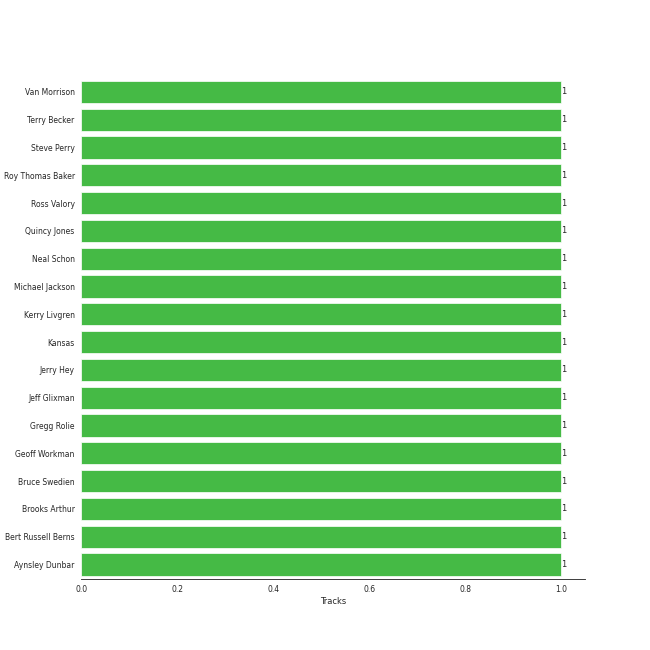 Van Morrison 1
Terry Becker 1
Steve Perry 1
Roy Thomas Baker 1
Ross Valory 1
Quincy Jones 1
Neal Schon 1
Michael Jackson 1
Kerry Livgren 1
Kansas 1
Jerry Hey 1
Jeff Glixman 1
Gregg Rolie 1
Geoff Workman 1
Bruce Swedien 1
Brooks Arthur 1
Bert Russell Berns 1
Aynsley Dunbar 1
0.0 0.2 0.4 0.6 0.8 1.0
Tracks